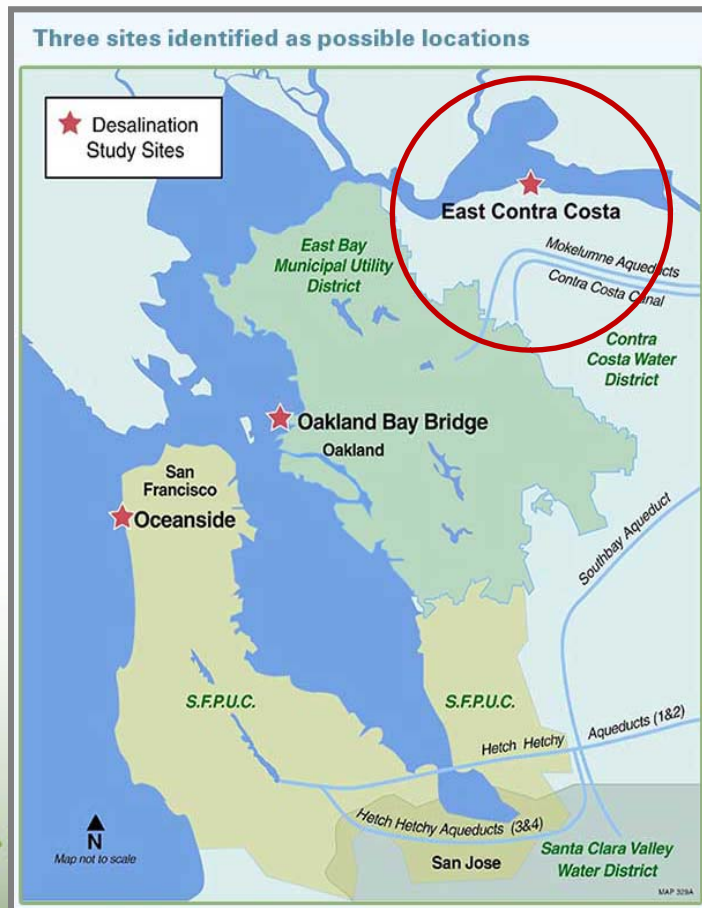 Three sites identified as possible locations
Desalination
Study Sites
East Contra Costa
East Bay
Municipal Utility
District
Mokelumne Aqueducts
Contra Costa Canal
Contra
Costa Water
District
Oakland Bay Bridge
Oakland
San
Francisco
Oceanside
Southbay Aqueduct
S.F.P.U.C.
S.F.P.U.C.
Hetch Hetchy
Aqueducts (1&2)
Hetch Hetchy Aqueducts (3&4)
N
Map not to scale
San Jose
Santa Clara Valley
Water District
MAP 329A